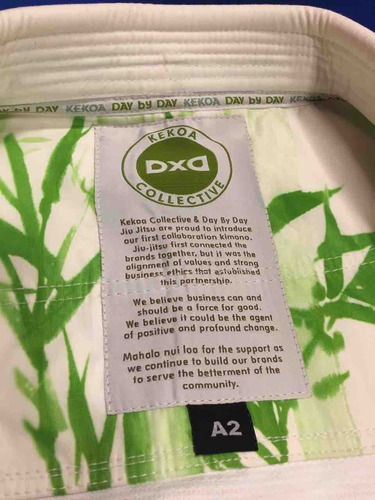 DAY by DAY KEKOA DAY by DAY KEKOA DAY by DAY KEKOA
KEKOA
DXD
COLLECTIVE
Kekoa Collective & Day By Day
Jiu Jitsu are proud to introduce
our first collaboration kimono.
Jiu-jitsu first connected the
brands together, but it was the
alignment of values and strong
business ethics that established
this partnership.
We believe business can and
should be a force for good.
We believe it could be the agent
of positive and profound change.
Mahalo nui loa for the support as
we continue to build our brands
to serve the betterment of the
community.
A2